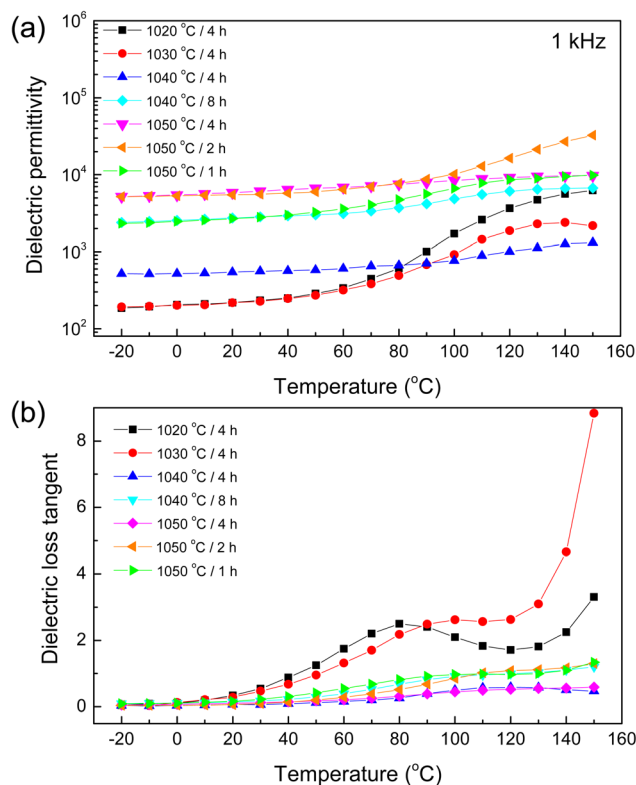 (a)
1 kHz
1020 °C / 4 h
1030 °C / 4 h
1040 °C / 4 h
1040 °C / 8 h
1050 °C / 4 h
1050 °C / 2 h
1050 °C / 1 h
Dielectric permittivity
10⁶
10⁵
10⁴
10³
10²
-20 0 20 40 60 80 100 120 140 160
Temperature (°C)
(b)
1020 °C / 4 h
1030 °C / 4 h
1040 °C / 4 h
1040 °C / 8 h
1050 °C / 4 h
1050 °C / 2 h
1050 °C / 1 h
Dielectric loss tangent
8
6
4
2
0
-20 0 20 40 60 80 100 120 140 160
Temperature (°C)